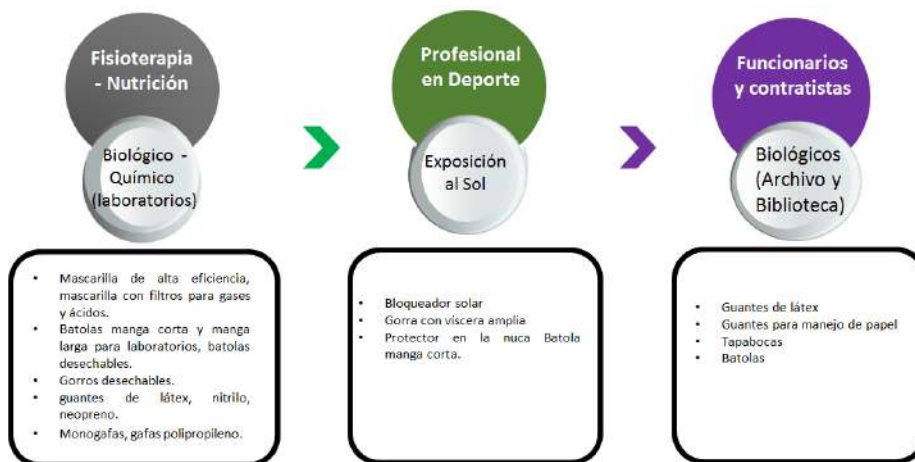 Fisioterapia
- Nutrición
Biológico -
Químico
(laboratorios)
• Mascarilla de alta eficiencia,
mascarilla con filtros para gases
y ácidos.
• Batolas manga corta y manga
larga para laboratorios, batolas
desechables.
• Gorros desechables.
• guantes de látex, nitrilo,
neopreno.
• Monogafas, gafas polipropileno.
Profesional
en Deporte
Exposición
al Sol
• Bloqueador solar
• Gorra con víscera amplia
• Protector en la nuca Batola
manga corta.
Funcionarios
y contratistas
Biológicos
(Archivo y
Biblioteca)
• Guantes de látex
• Guantes para manejo de papel
• Tapabocas
• Batolas